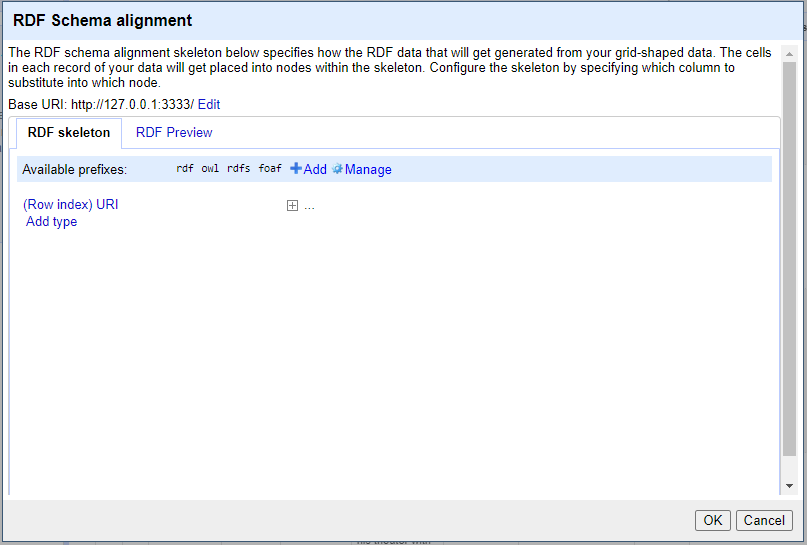 RDF Schema alignment
The RDF schema alignment skeleton below specifies how the RDF data that will get generated from your grid-shaped data. The cells
in each record of your data will get placed into nodes within the skeleton. Configure the skeleton by specifying which column to
substitute into which node.
Base URI: http://127.0.0.1:3333/ Edit
RDF skeleton RDF Preview
Available prefixes: rdf owl rdfs foaf Add Manage
(Row index) URI ...
Add type
OK Cancel